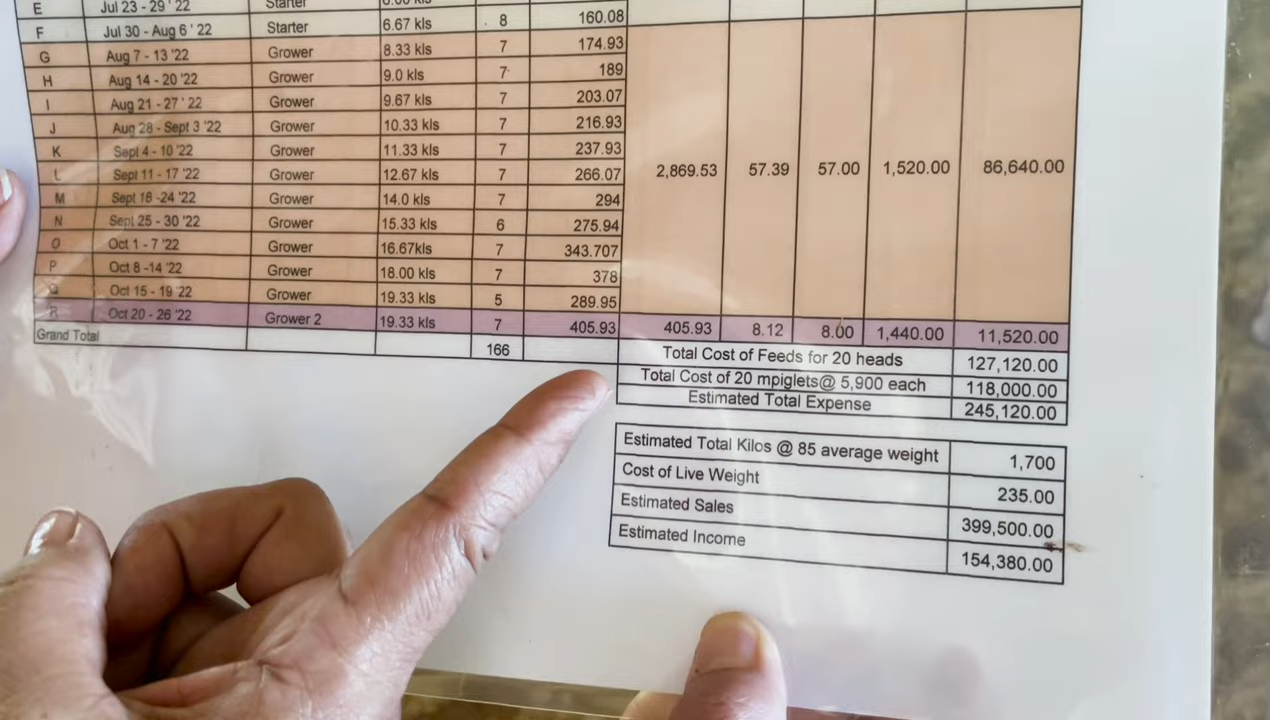 E Jul 23 - 29 ' 22 Starter
F Jul 30 - Aug 6 ' 22 Starter 6.67 kls 8 160.08
G Aug 7 - 13 '22 Grower 8.33 kls 7 174.93
H Aug 14 - 20 '22 Grower 9.0 kls 7 189
I Aug 21 - 27 ' 22 Grower 9.67 kls 7 203.07
J Aug 28 - Sept 3 '22 Grower 10.33 kls 7 216.93
K Sept 4 - 10 '22 Grower 11.33 kls 7 237.93
L Sept 11 - 17 '22 Grower 12.67 kls 7 266.07 2,869.53 57.39 57.00 1,520.00 86,640.00
M Sept 18 -24 '22 Grower 14.0 kls 7 294
N Sept 25 - 30 '22 Grower 15.33 kls 6 275.94
O Oct 1 - 7 '22 Grower 16.67kls 7 343.707
P Oct 8 -14 '22 Grower 18.00 kls 7 378
Q Oct 15 - 19 '22 Grower 19.33 kls 5 289.95
R Oct 20 - 26 '22 Grower 2 19.33 kls 7 405.93 405.93 8.12 8.00 1,440.00 11,520.00
Grand Total 166 Total Cost of Feeds for 20 heads 127,120.00
Total Cost of 20 mpiglets@ 5,900 each 118,000.00
Estimated Total Expense 245,120.00
Estimated Total Kilos @ 85 average weight 1,700
Cost of Live Weight 235.00
Estimated Sales 399,500.00
Estimated Income 154,380.00